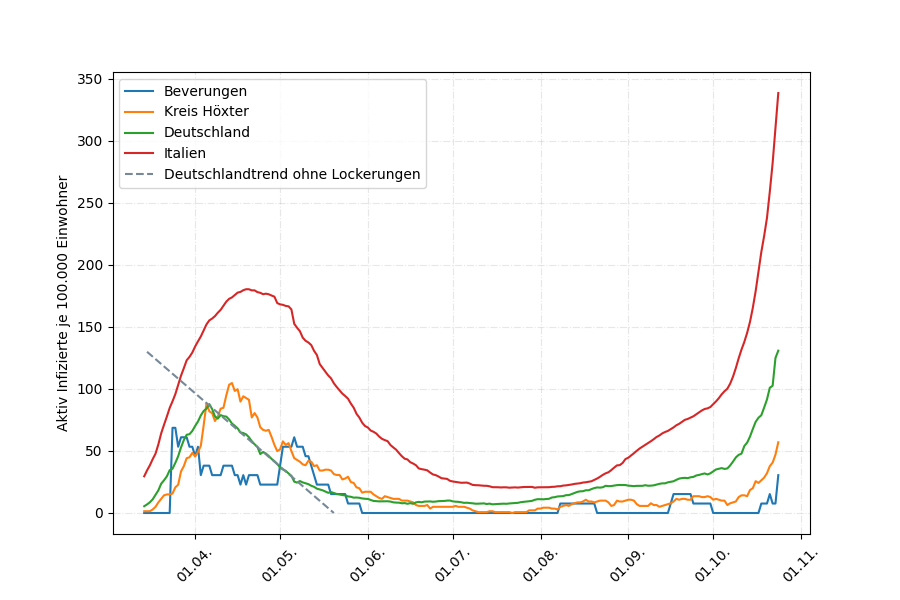 350
300
250
200
150
100
50
0
Aktiv Infizierte je 100.000 Einwohner
Beverungen
Kreis Höxter
Deutschland
Italien
Deutschlandtrend ohne Lockerungen
01.04.
01.05.
01.06.
01.07.
01.08.
01.09.
01.10.
01.11.